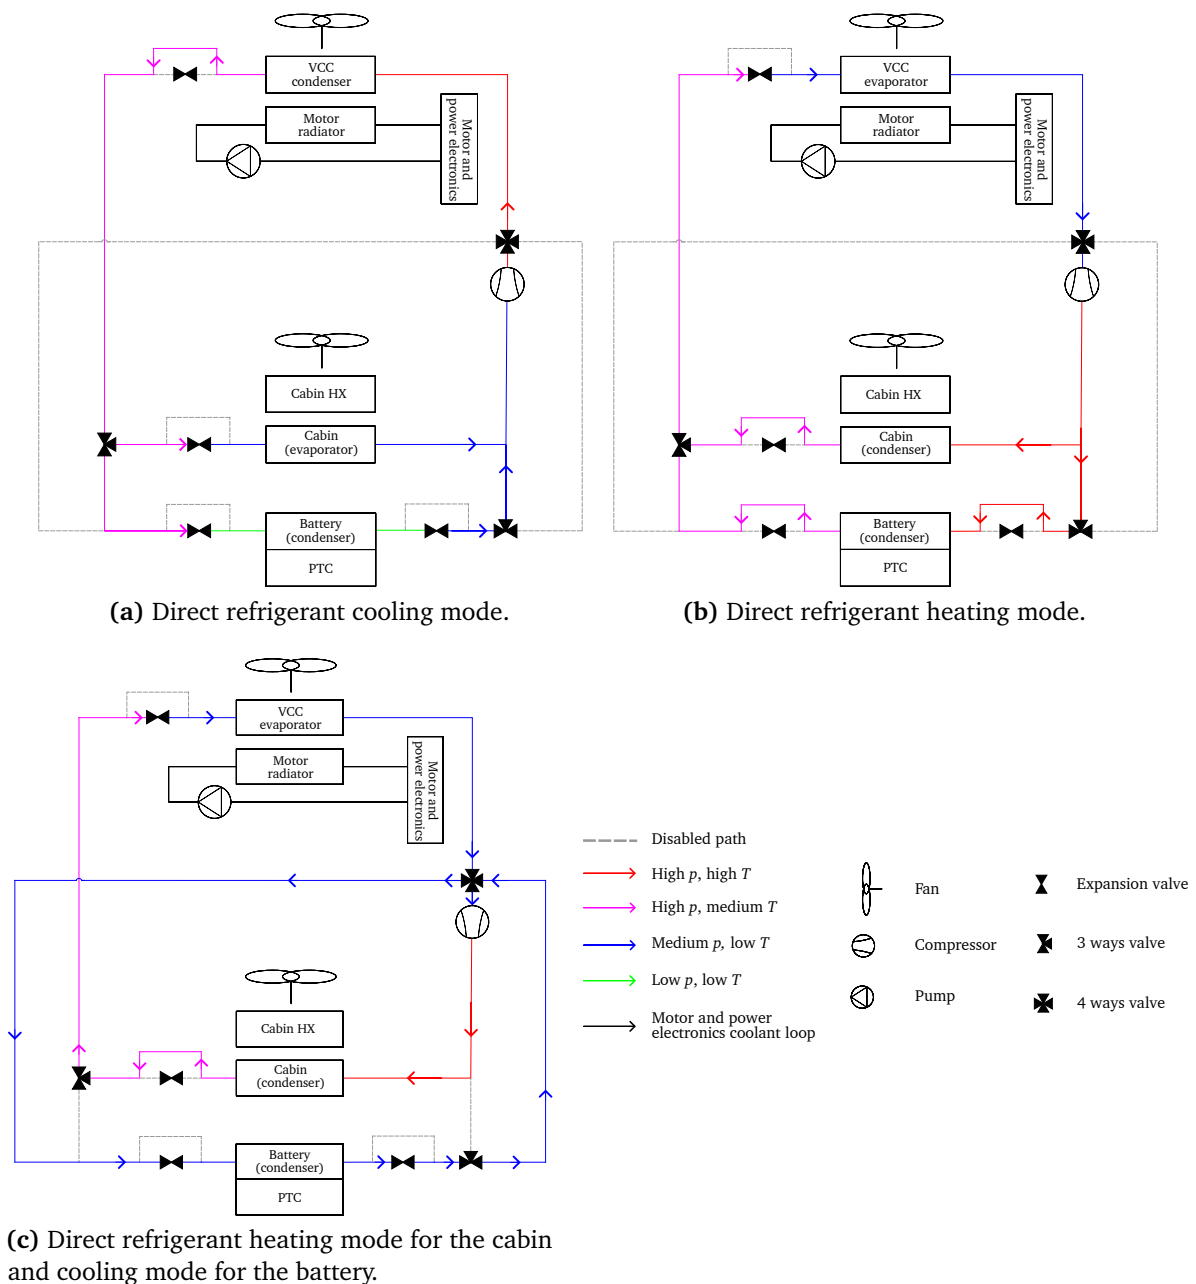 VCC
condenser
Motor
radiator
Motor and
power electronics
Cabin HX
Cabin
(evaporator)
Battery
(condenser)
PTC
(a) Direct refrigerant cooling mode.
VCC
evaporator
Motor
radiator
Motor and
power electronics
Cabin HX
Cabin
(condenser)
Battery
(condenser)
PTC
(b) Direct refrigerant heating mode.
VCC
evaporator
Motor
radiator
Motor and
power electronics
Cabin HX
Cabin
(condenser)
Battery
(condenser)
PTC
(c) Direct refrigerant heating mode for the cabin
and cooling mode for the battery.
Disabled path
High p, high T
High p, medium T
Medium p, low T
Low p, low T
Motor and power
electronics coolant loop
Fan
Compressor
Pump
Expansion valve
3 ways valve
4 ways valve